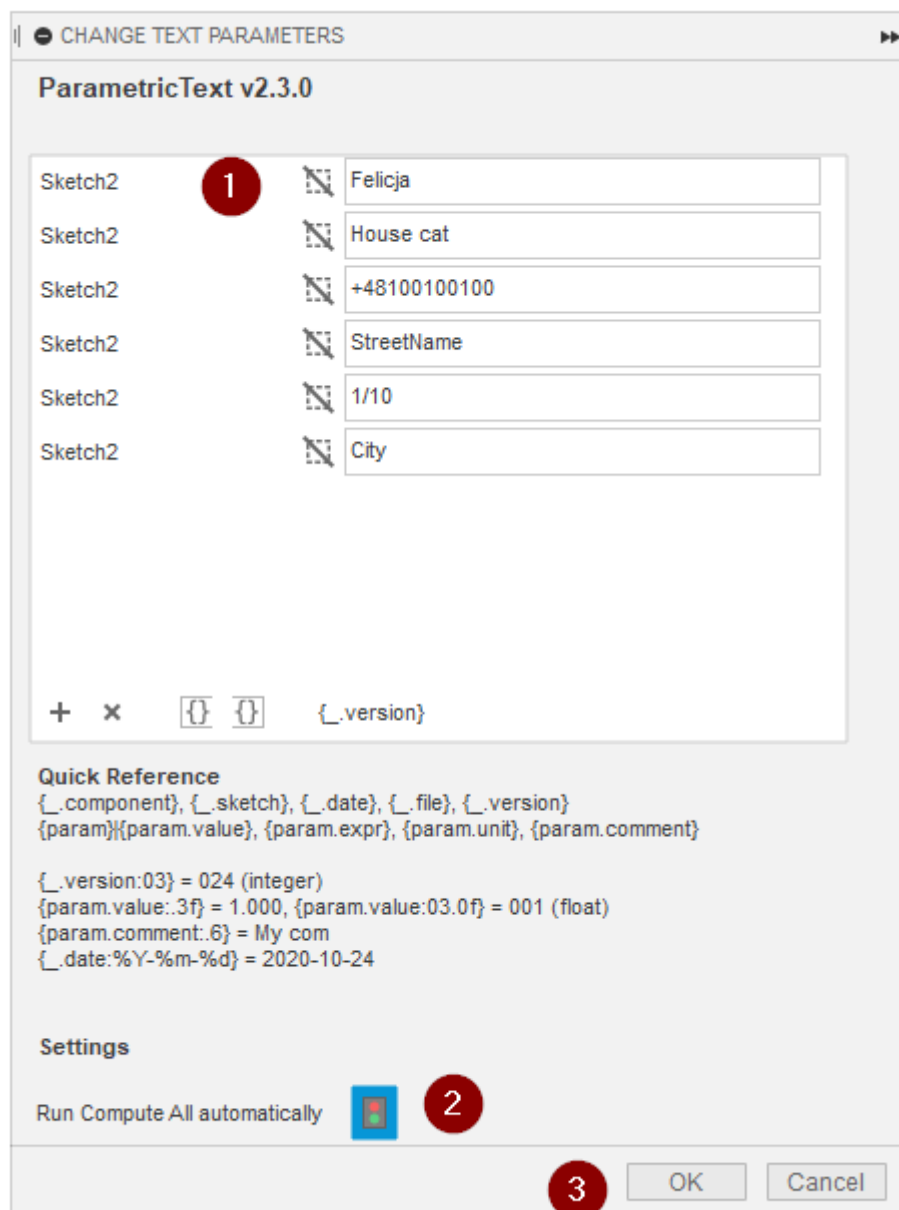 CHANGE TEXT PARAMETERS
ParametricText v2.3.0
Sketch2 1 Felicja
Sketch2 House cat
Sketch2 +48100100100
Sketch2 StreetName
Sketch2 1/10
Sketch2 City
+ × {} {} {_.version}
Quick Reference
{_.component}, {_.sketch}, {_.date}, {_.file}, {_.version}
{param}|{param.value}, {param.expr}, {param.unit}, {param.comment}
{_.version:03} = 024 (integer)
{param.value:.3f} = 1.000, {param.value:03.0f} = 001 (float)
{param.comment:.6} = My com
{_.date:%Y-%m-%d} = 2020-10-24
Settings
Run Compute All automatically 2
3 OK Cancel